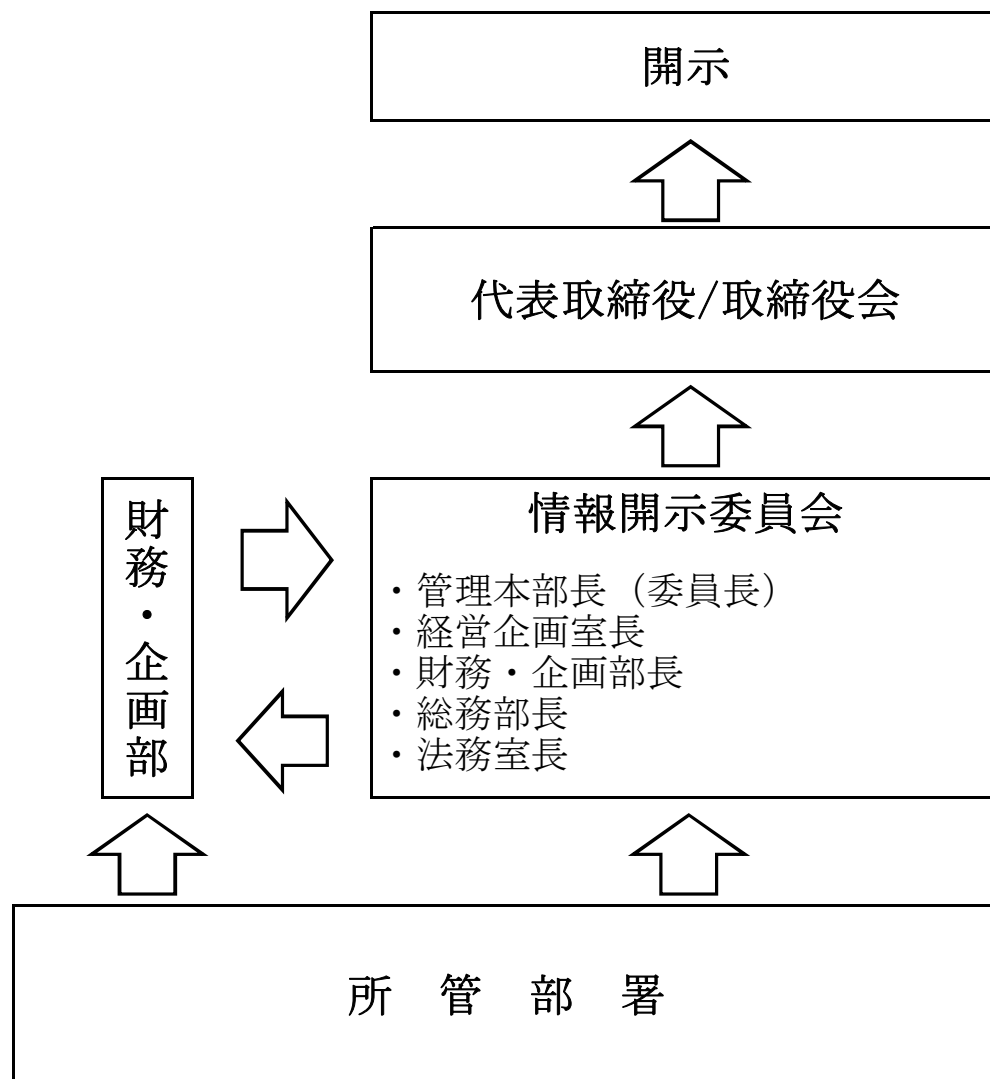 開示
代表取締役/取締役会
財務・企画部
情報開示委員会
・管理本部長（委員長）
・経営企画室長
・財務・企画部長
・総務部長
・法務室長
所管部署